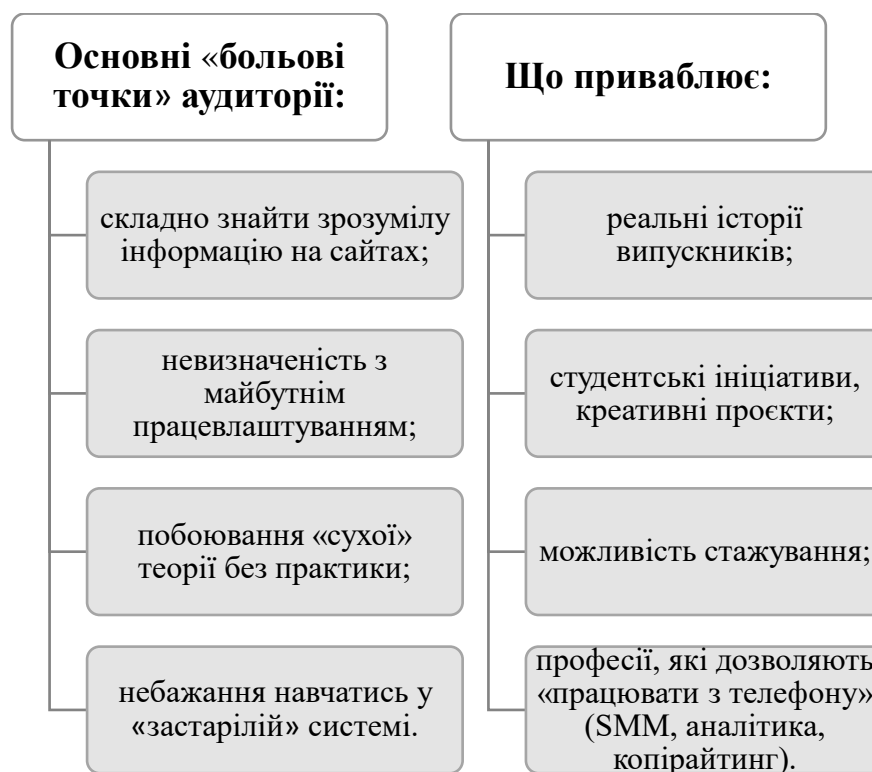 Основні «больові
точки» аудиторії:
складно знайти зрозумілу
інформацію на сайтах;
невизначеність з
майбутнім
працевлаштуванням;
побоювання «сухої»
теорії без практики;
небажання навчатись у
«застарілій» системі.
Що приваблює:
реальні історії
випускників;
студентські ініціативи,
креативні проєкти;
можливість стажування;
професії, які дозволяють
«працювати з телефону»
(SMM, аналітика,
копірайтинг).